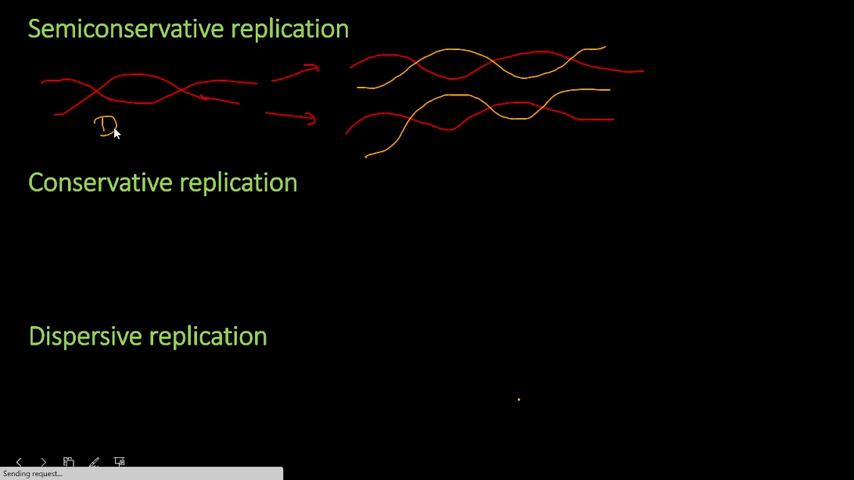 Semiconservative replication
D
Conservative replication
Dispersive replication
Sending request...